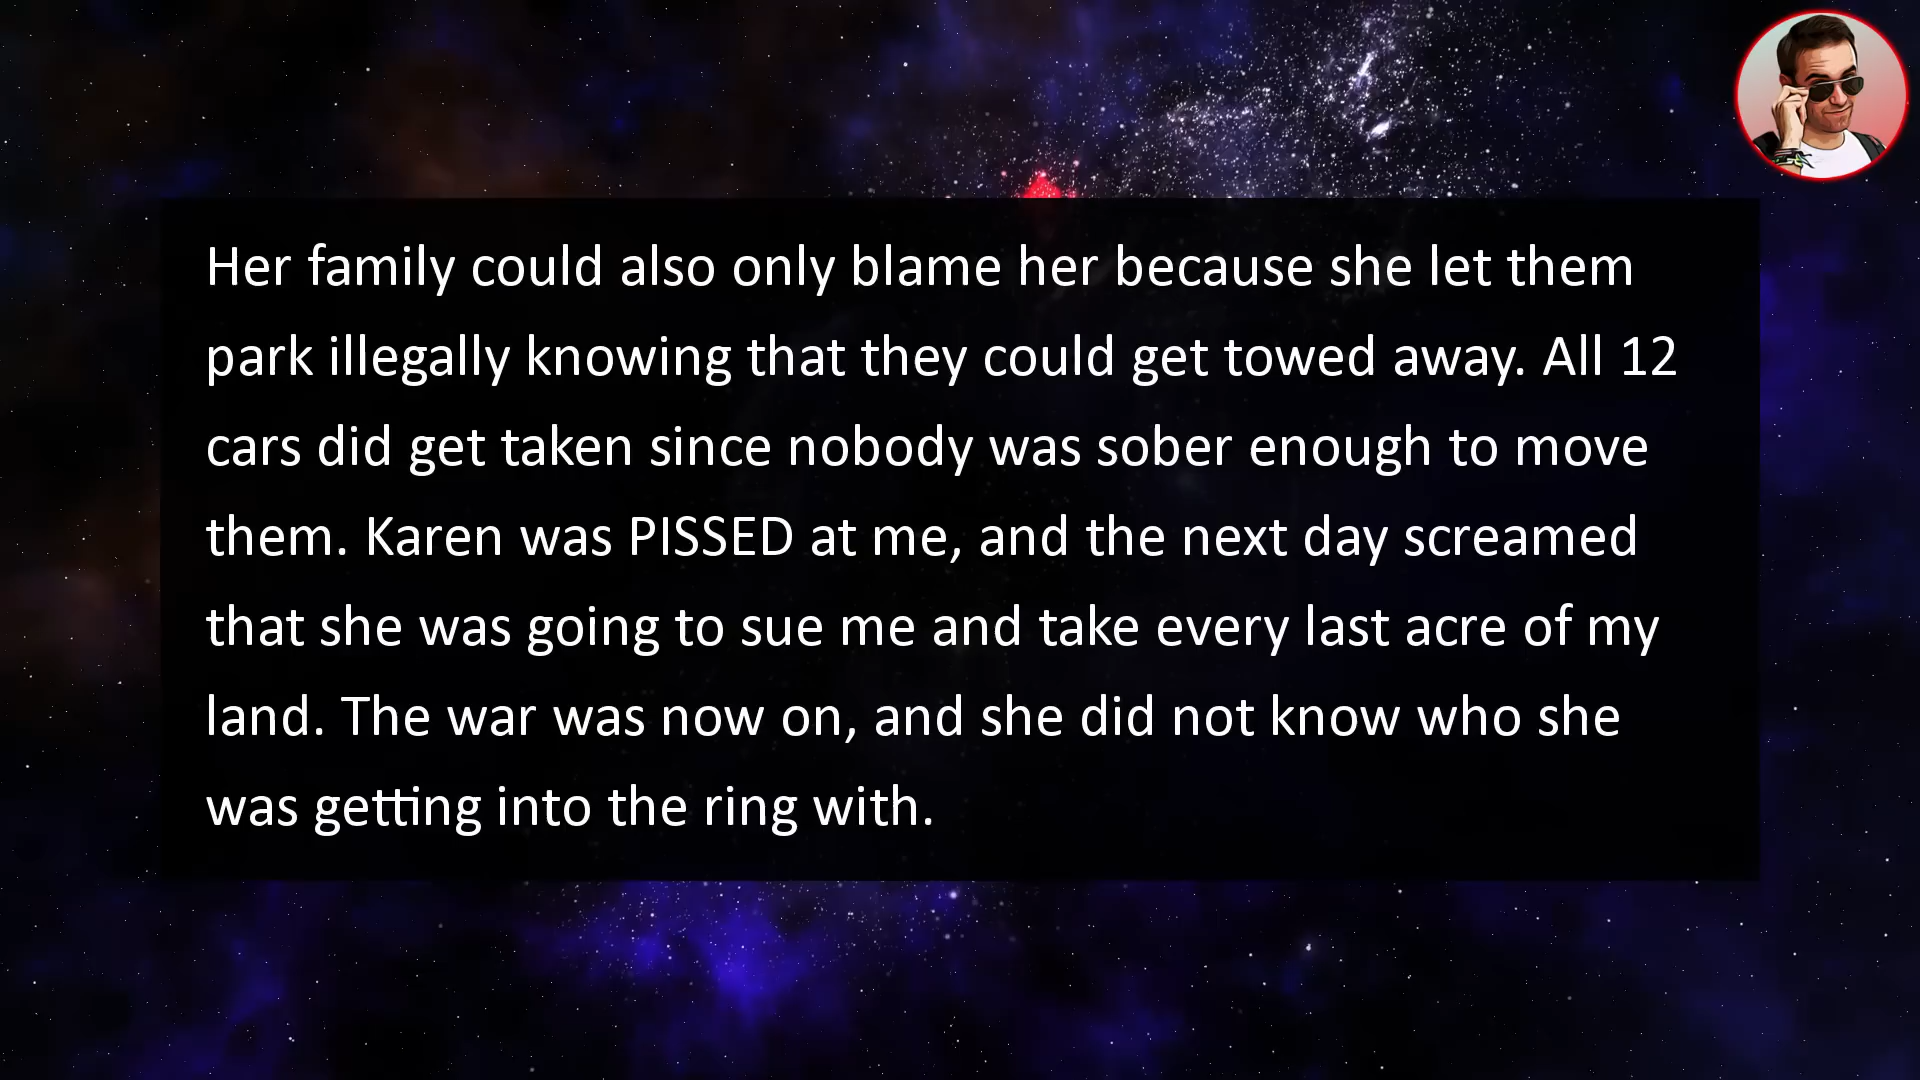 Her family could also only blame her because she let them
park illegally knowing that they could get towed away. All 12
cars did get taken since nobody was sober enough to move
them. Karen was PISSED at me, and the next day screamed
that she was going to sue me and take every last acre of my
land. The war was now on, and she did not know who she
was getting into the ring with.